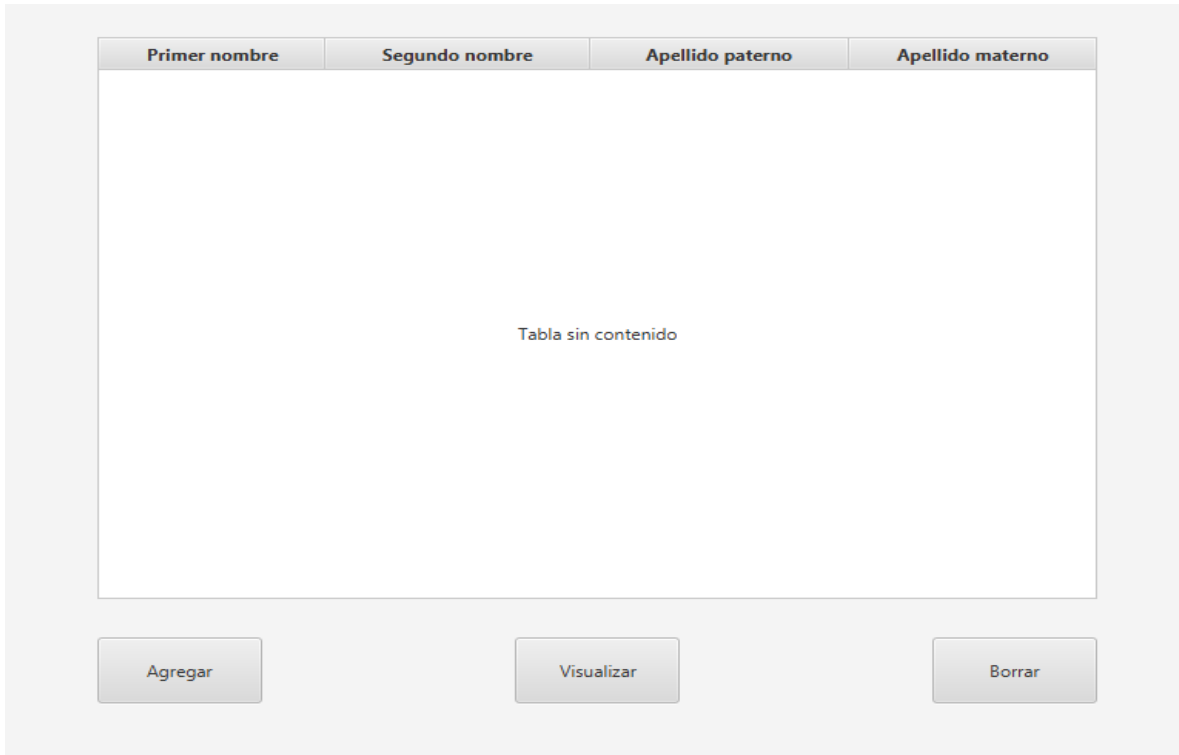 Primer nombre Segundo nombre Apellido paterno Apellido materno
Tabla sin contenido
Agregar Visualizar Borrar